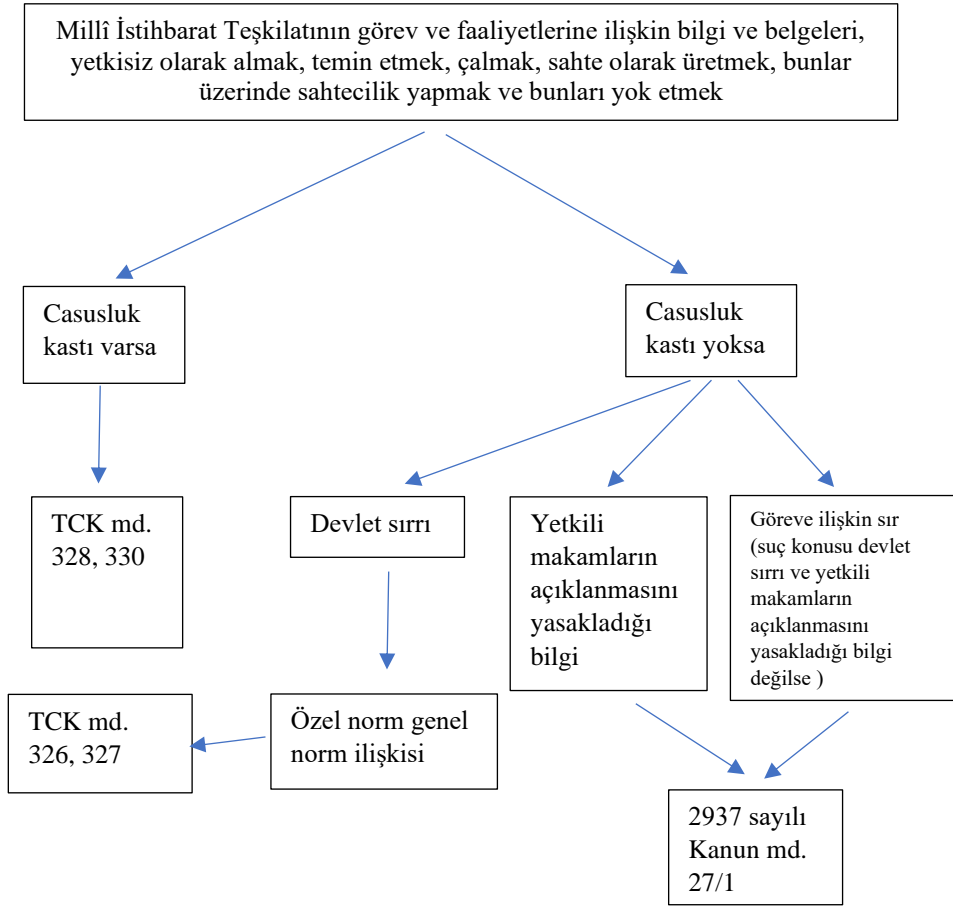 Millî İstihbarat Teşkilatının görev ve faaliyetlerine ilişkin bilgi ve belgeleri,
yetkisiz olarak almak, temin etmek, çalmak, sahte olarak üretmek, bunlar
üzerinde sahtecilik yapmak ve bunları yok etmek
Casusluk
kastı varsa
Casusluk
kastı yoksa
TCK md.
328, 330
Devlet sırrı
Yetkili
makamların
açıklanmasını
yasakladığı
bilgi
Göreve ilişkin sır
(suç konusu devlet
sırrı ve yetkili
makamların
açıklanmasını
yasakladığı bilgi
değilse )
TCK md.
326, 327
Özel norm genel
norm ilişkisi
2937 sayılı
Kanun md.
27/1